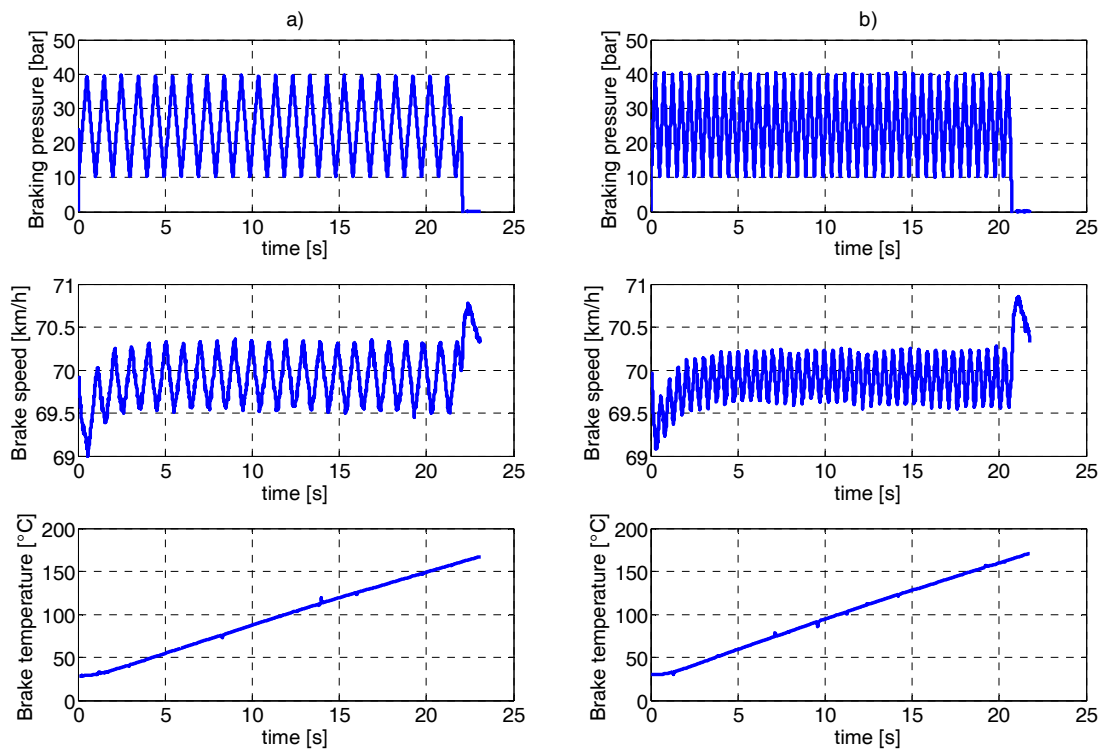 a)
50
40
30
20
10
0
Braking pressure [bar]
0 5 10 15 20 25
time [s]
b)
50
40
30
20
10
0
Braking pressure [bar]
0 5 10 15 20 25
time [s]
71
70.5
70
69.5
69
Brake speed [km/h]
0 5 10 15 20 25
time [s]
71
70.5
70
69.5
69
Brake speed [km/h]
0 5 10 15 20 25
time [s]
200
150
100
50
0
Brake temperature [°C]
0 5 10 15 20 25
time [s]
200
150
100
50
0
Brake temperature [°C]
0 5 10 15 20 25
time [s]